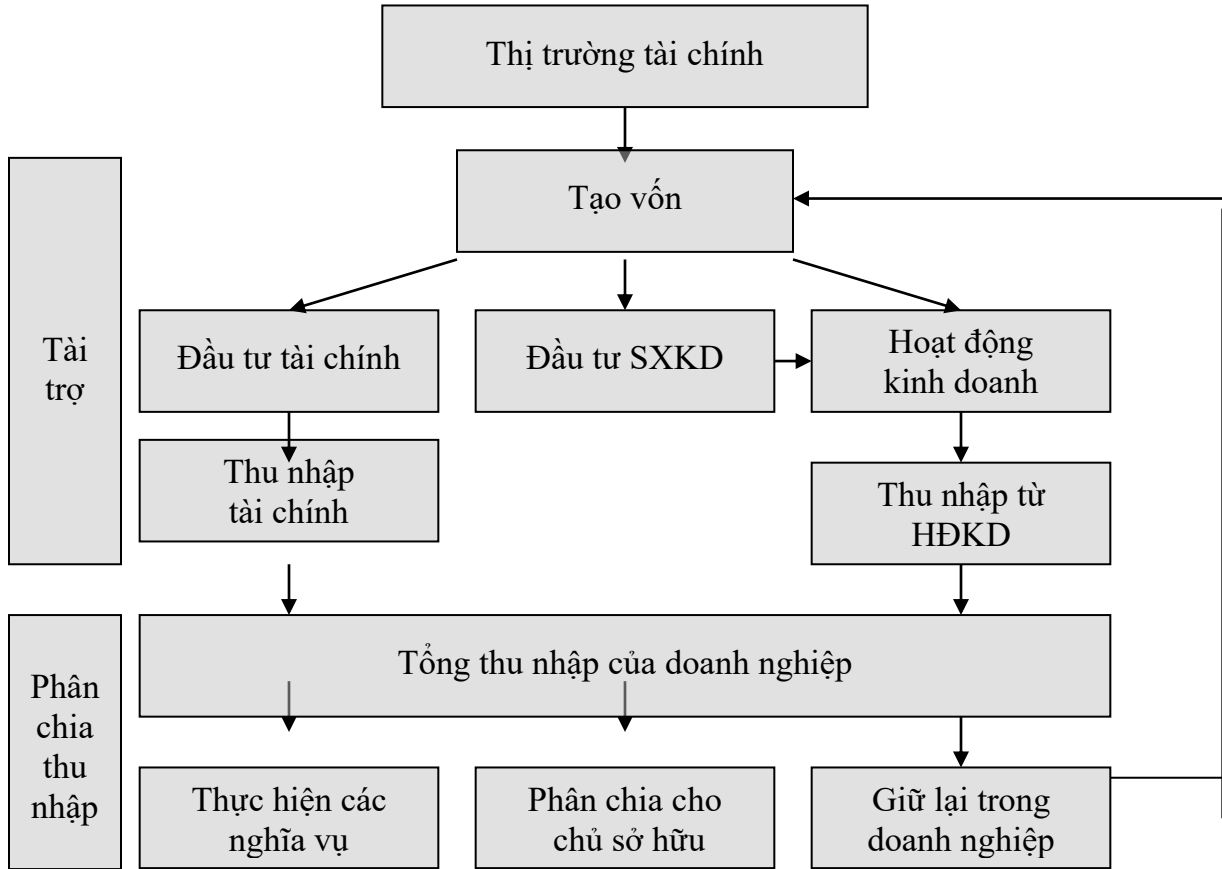 Thị trường tài chính
Tạo vốn
Tài
trợ
Đầu tư tài chính
Đầu tư SXKD
Hoạt động
kinh doanh
Thu nhập
tài chính
Thu nhập từ
HĐKD
Phân
chia
thu
nhập
Tổng thu nhập của doanh nghiệp
Thực hiện các
nghĩa vụ
Phân chia cho
chủ sở hữu
Giữ lại trong
doanh nghiệp